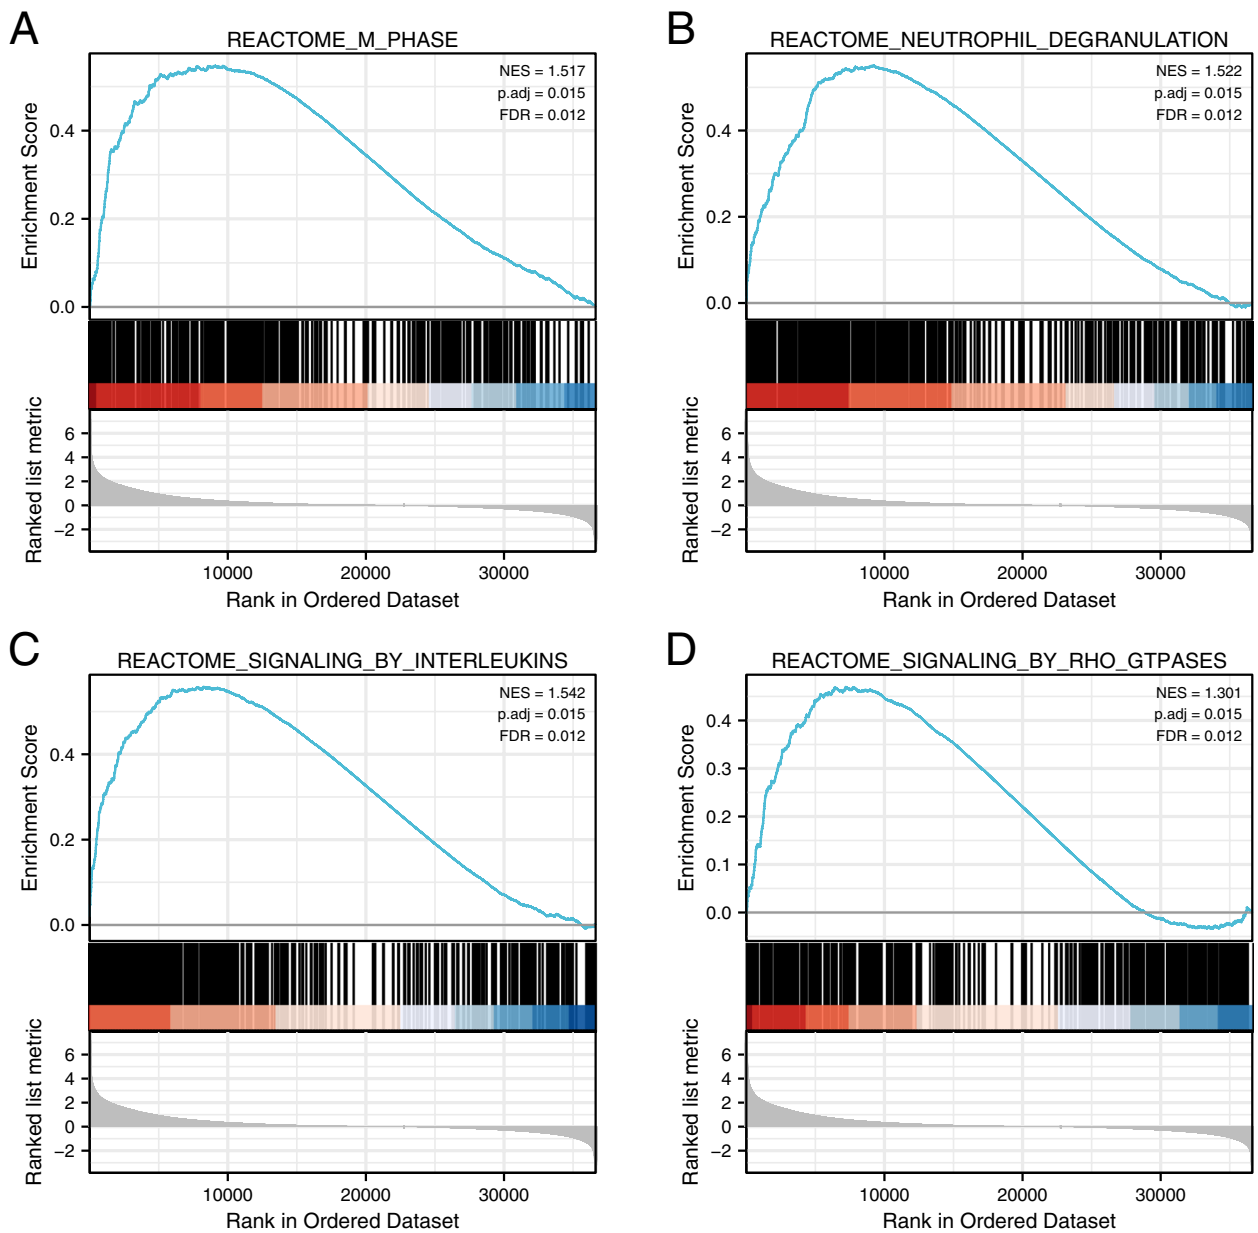 A
REACTOME_M_PHASE
NES = 1.517
p.adj = 0.015
FDR = 0.012
Enrichment Score
0.4
0.2
0.0
Ranked list metric
6
4
2
0
−2
10000 20000 30000
Rank in Ordered Dataset
B
REACTOME_NEUTROPHIL_DEGRANULATION
NES = 1.522
p.adj = 0.015
FDR = 0.012
Enrichment Score
0.4
0.2
0.0
Ranked list metric
6
4
2
0
−2
10000 20000 30000
Rank in Ordered Dataset
C
REACTOME_SIGNALING_BY_INTERLEUKINS
NES = 1.542
p.adj = 0.015
FDR = 0.012
Enrichment Score
0.4
0.2
0.0
Ranked list metric
6
4
2
0
−2
10000 20000 30000
Rank in Ordered Dataset
D
REACTOME_SIGNALING_BY_RHO_GTPASES
NES = 1.301
p.adj = 0.015
FDR = 0.012
Enrichment Score
0.4
0.3
0.2
0.1
0.0
Ranked list metric
6
4
2
0
−2
10000 20000 30000
Rank in Ordered Dataset